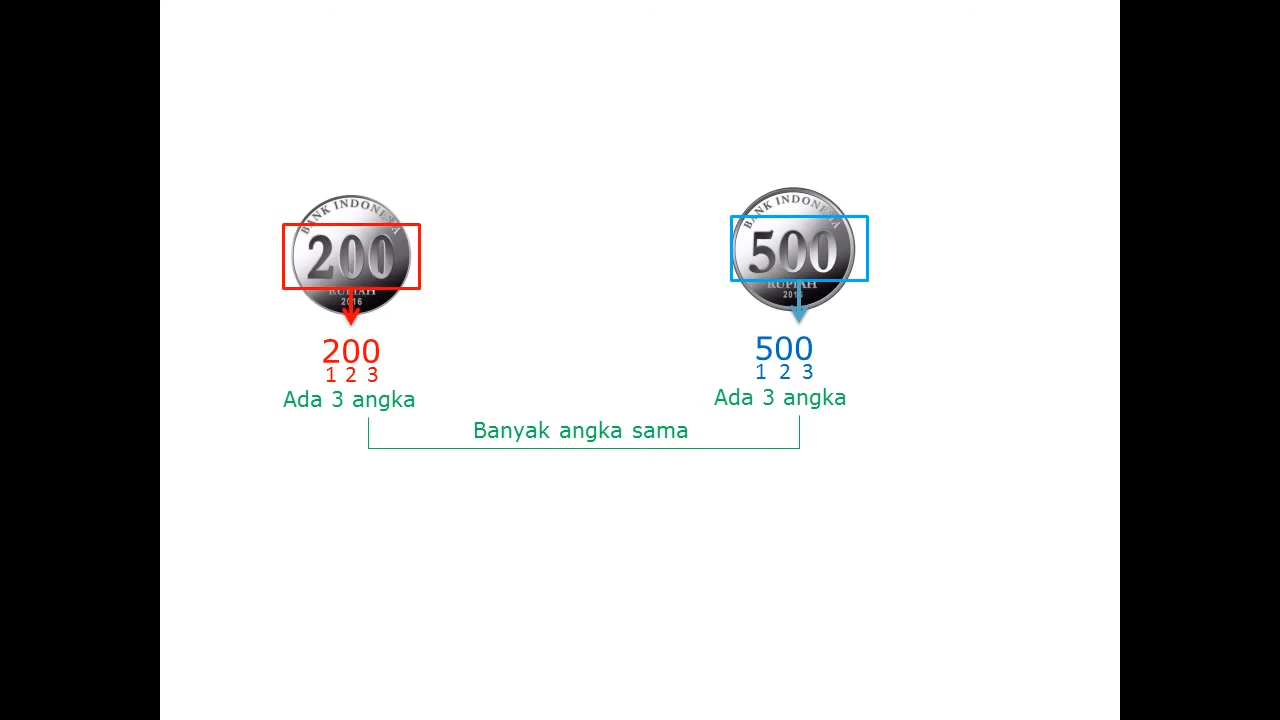 BANK INDONESIA
200
RUPIAH
2016
BANK INDONESIA
500
RUPIAH
2016
200
1 2 3
Ada 3 angka
500
1 2 3
Ada 3 angka
Banyak angka sama